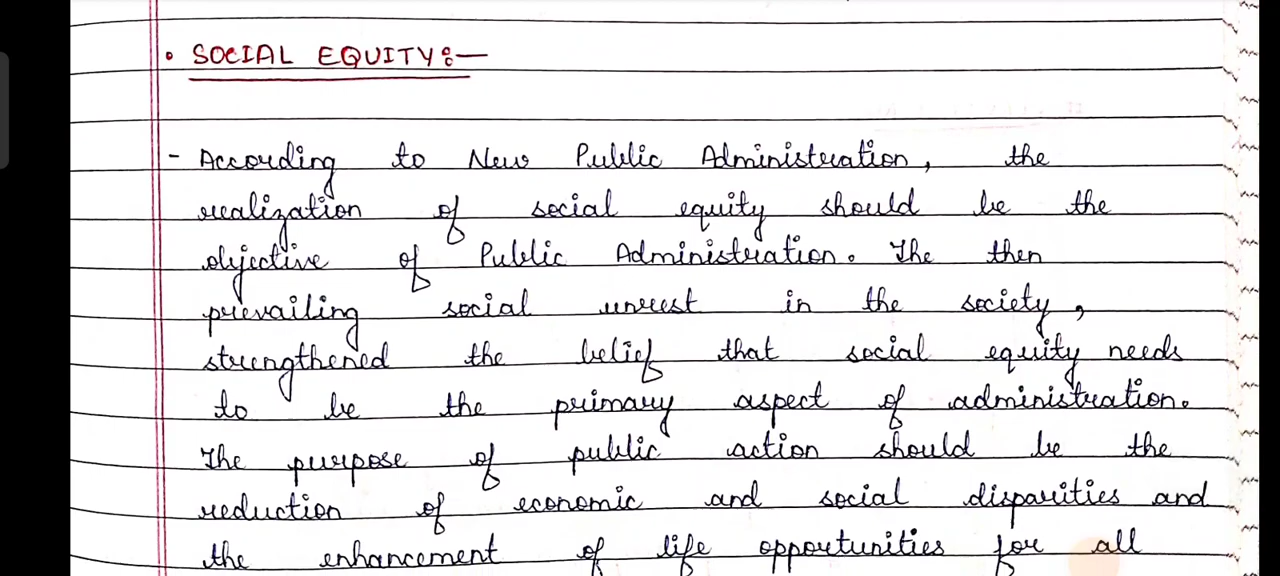 • SOCIAL EQUITY:—
- According to New Public Administration, the
realization of social equity should be the
objective of Public Administration. The then
prevailing social unrest in the society,
strengthened the belief that social equity needs
to be the primary aspect of administration.
The purpose of public action should be the
reduction of economic and social disparities and
the enhancement of life opportunities for all